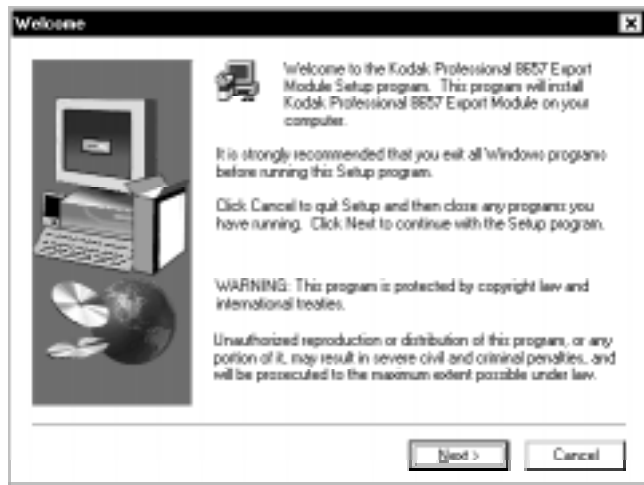 Welcome
Welcome to the Kodak Professional 8657 Export
Module Setup program. This program will install
Kodak Professional 8657 Export Module on your
computer.
It is strongly recommended that you exit all Windows programs
before running this Setup program.
Click Cancel to quit Setup and then close any programs you
have running. Click Next to continue with the Setup program.
WARNING: This program is protected by copyright law and
international treaties.
Unauthorized reproduction or distribution of this program, or any
portion of it, may result in severe civil and criminal penalties, and
will be prosecuted to the maximum extent possible under law.
Next >
Cancel